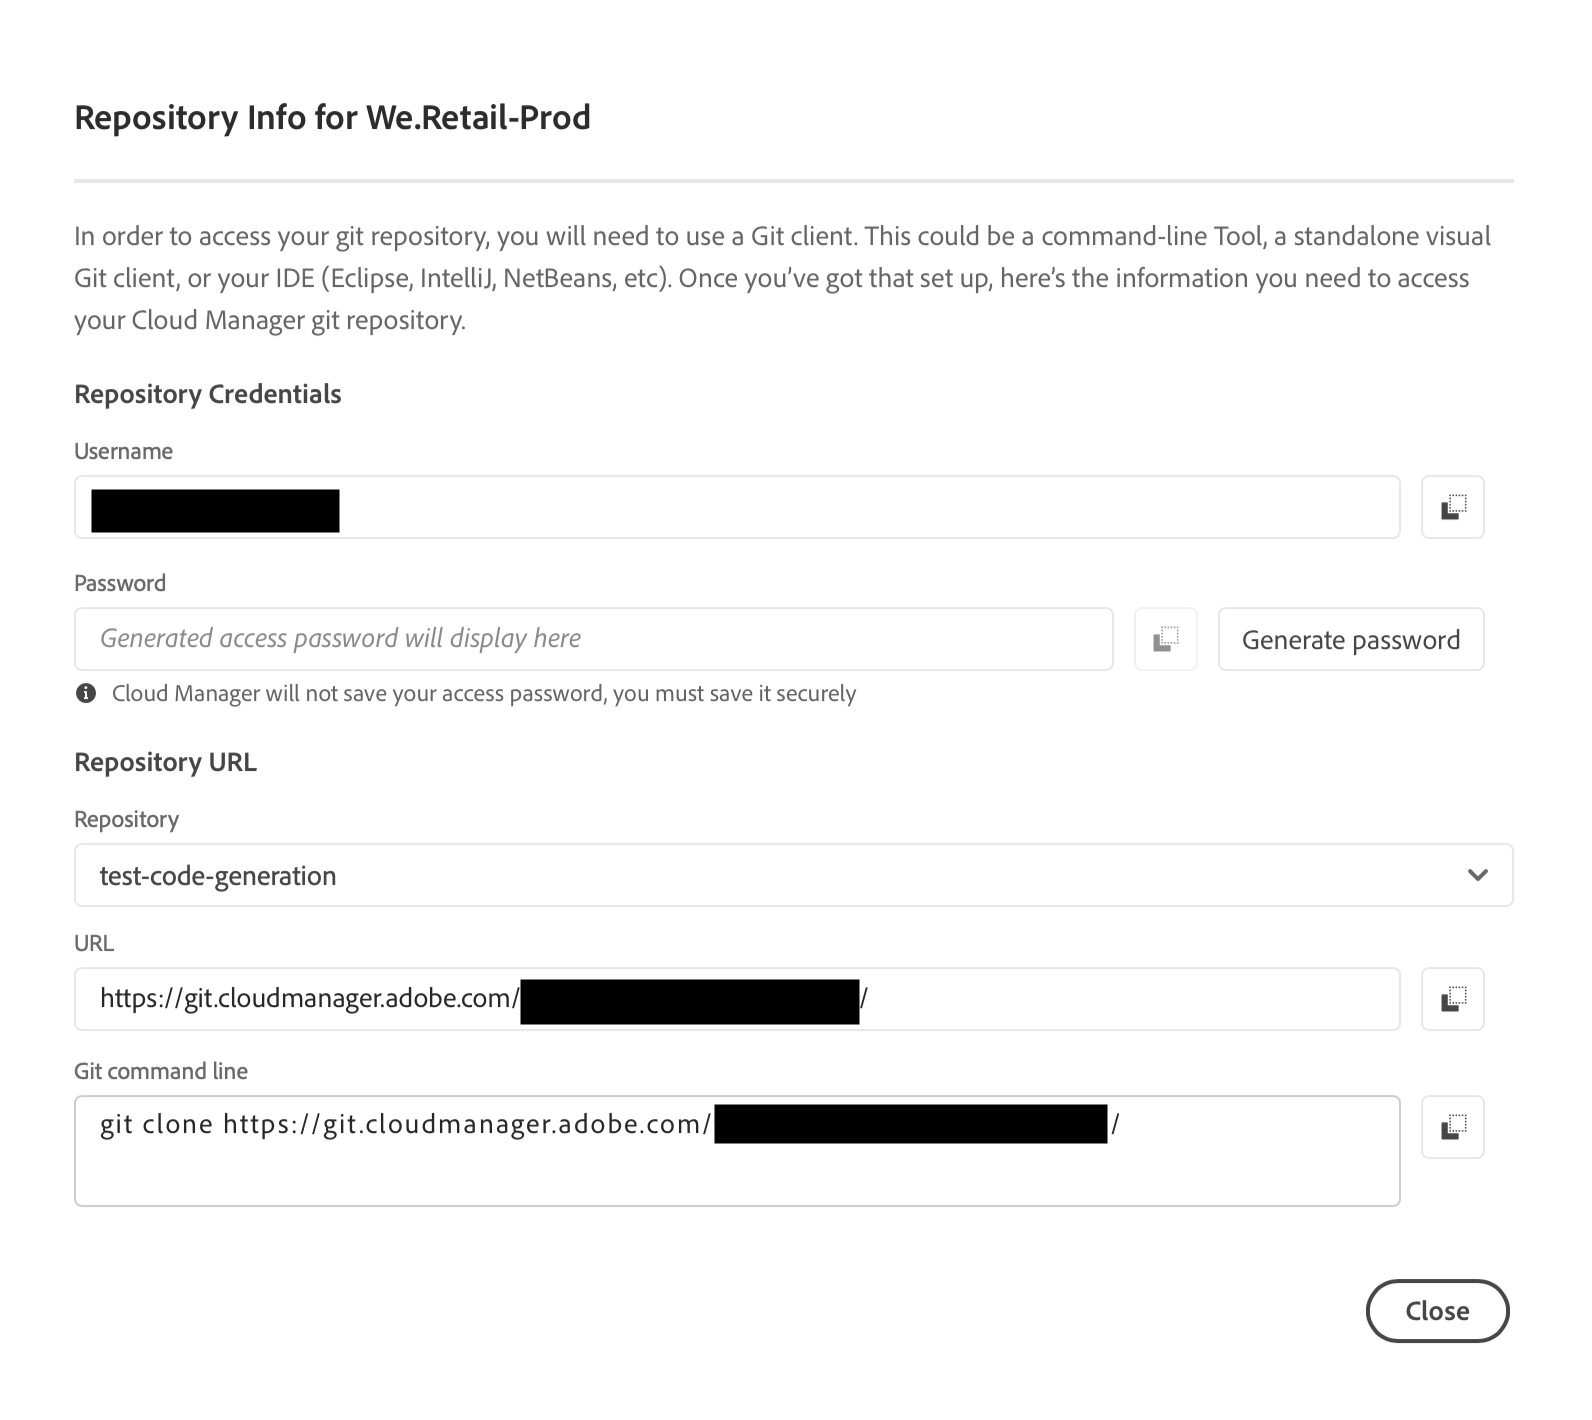 Repository Info for We.Retail-Prod
In order to access your git repository, you will need to use a Git client. This could be a command-line Tool, a standalone visual
Git client, or your IDE (Eclipse, IntelliJ, NetBeans, etc). Once you’ve got that set up, here’s the information you need to access
your Cloud Manager git repository.
Repository Credentials
Username
Password
Generated access password will display here
Generate password
Cloud Manager will not save your access password, you must save it securely
Repository URL
Repository
test-code-generation
URL
https://git.cloudmanager.adobe.com/ /
Git command line
git clone https://git.cloudmanager.adobe.com/ /
Close